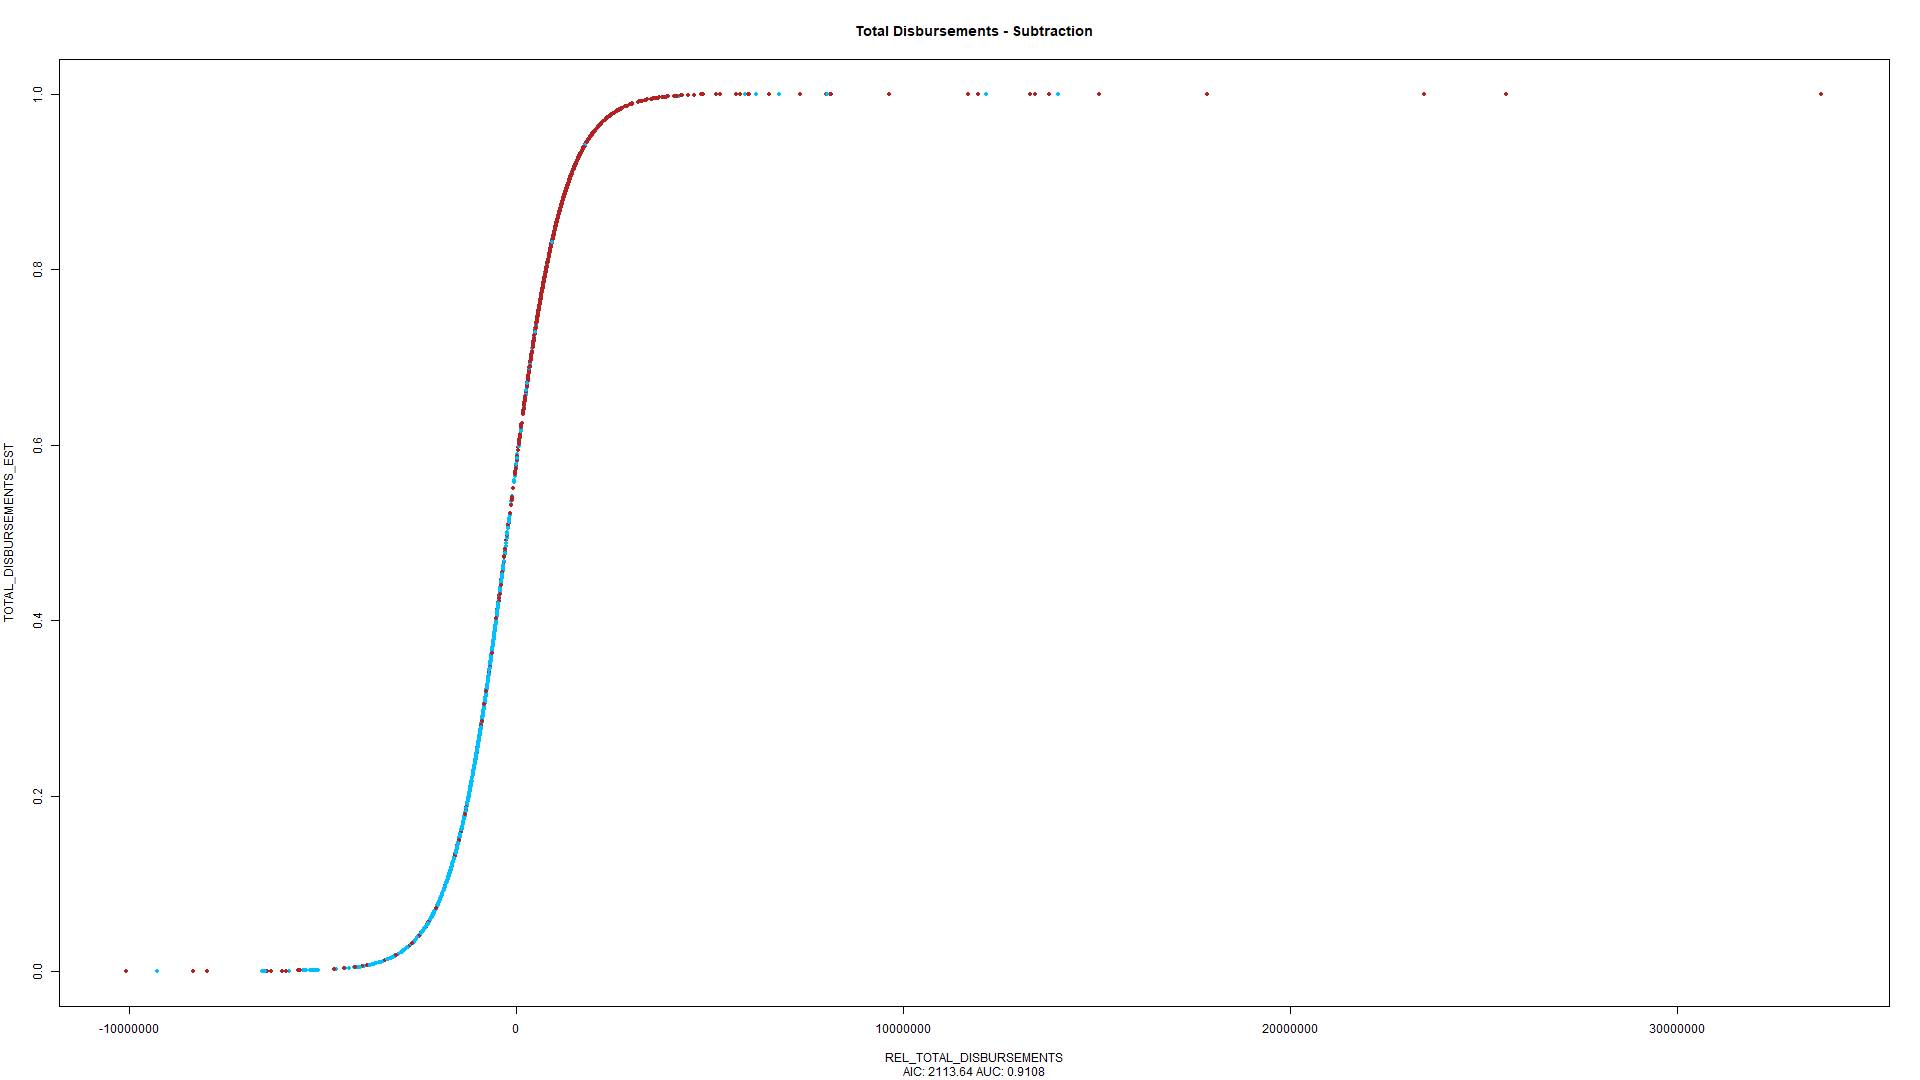 Total Disbursements - Subtraction
TOTAL_DISBURSEMENTS_EST
1.0
0.8
0.6
0.4
0.2
0.0
-10000000
0
10000000
20000000
30000000
REL_TOTAL_DISBURSEMENTS
AIC: 2113.64 AUC: 0.9108